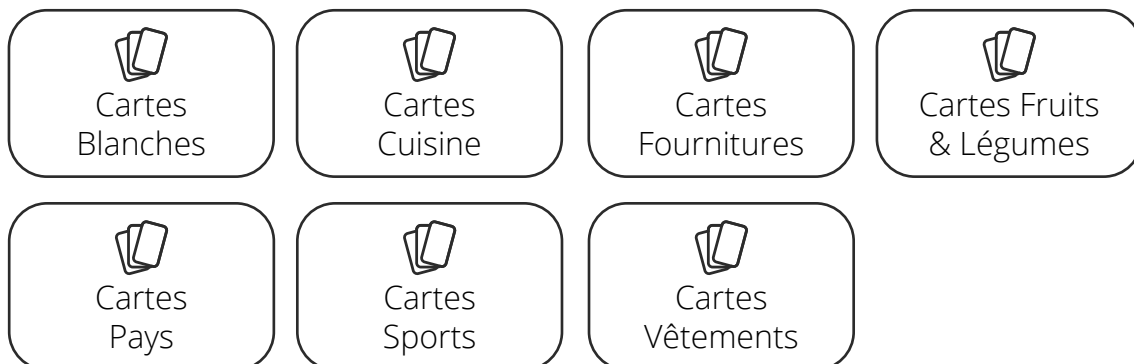 Cartes
Blanches
Cartes
Cuisine
Cartes
Fournitures
Cartes Fruits
& Légumes
Cartes
Pays
Cartes
Sports
Cartes
Vêtements